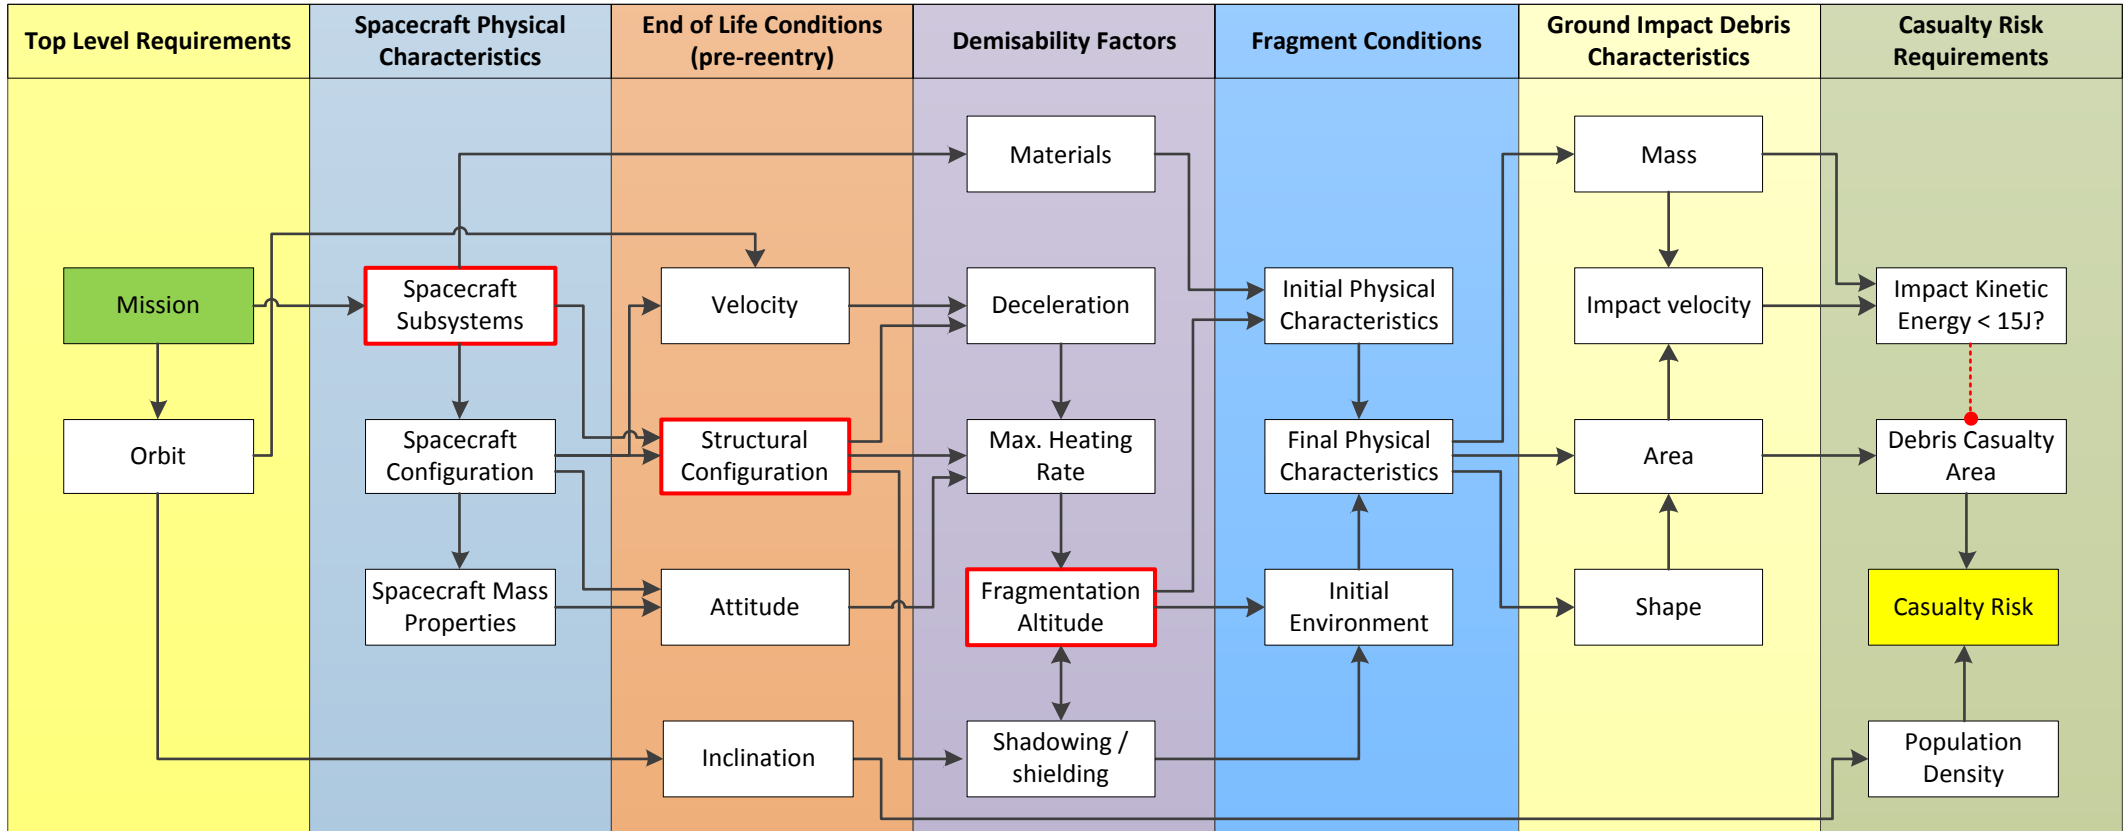 Top Level Requirements
Spacecraft Physical
Characteristics
End of Life Conditions
(pre-reentry)
Demisability Factors
Fragment Conditions
Ground Impact Debris
Characteristics
Casualty Risk
Requirements
Mission
Orbit
Spacecraft
Subsystems
Spacecraft
Configuration
Spacecraft Mass
Properties
Velocity
Structural
Configuration
Attitude
Inclination
Materials
Deceleration
Max. Heating
Rate
Fragmentation
Altitude
Shadowing /
shielding
Initial Physical
Characteristics
Final Physical
Characteristics
Initial
Environment
Mass
Impact velocity
Area
Shape
Impact Kinetic
Energy < 15J?
Debris Casualty
Area
Casualty Risk
Population
Density